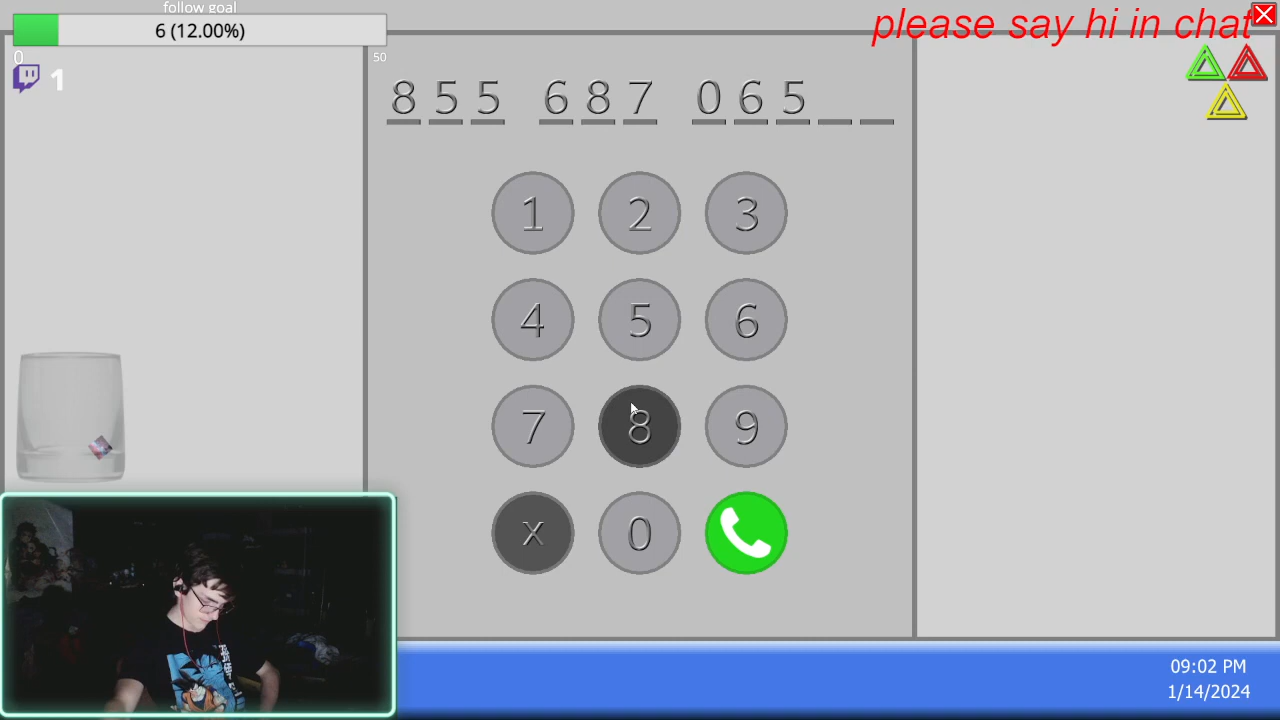 follow goal
6 (12.00%)
0
50
1
please say hi in chat
855 687 065__
1 2 3
4 5 6
7 8 9
X 0
09:02 PM
1/14/2024